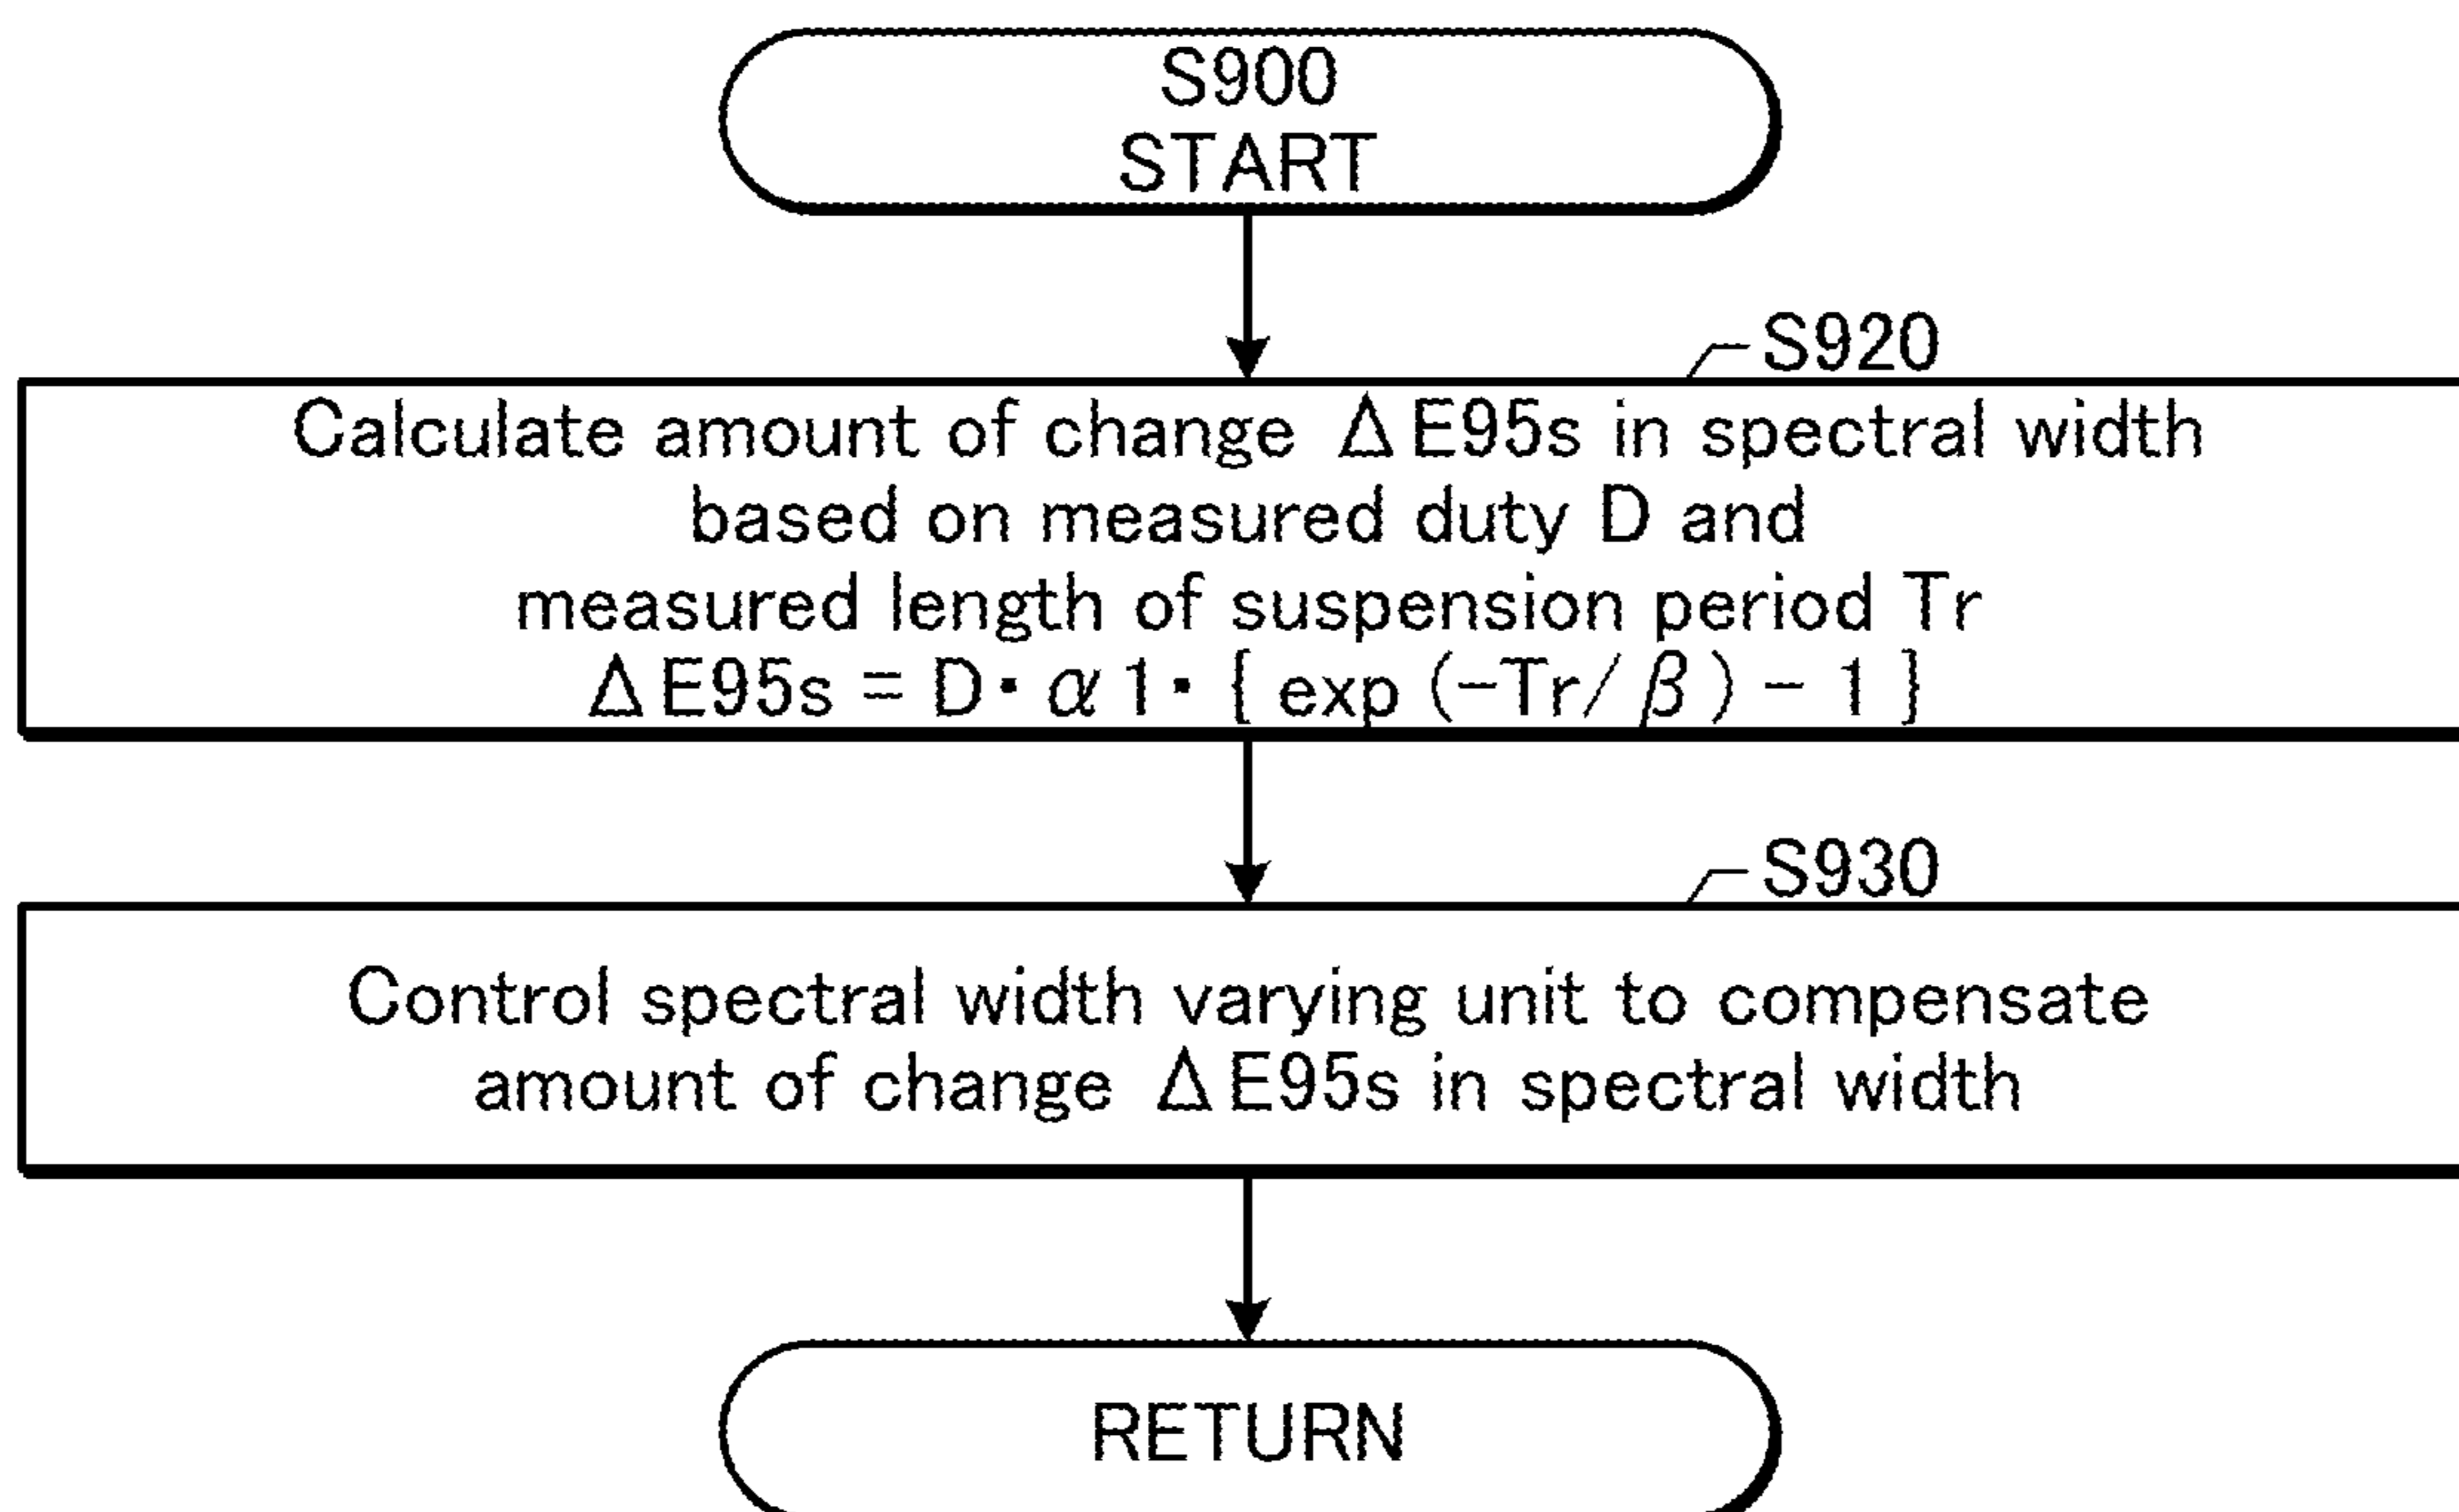 S900
START
S920
Calculate amount of change ΔE95s in spectral width
based on measured duty D and
measured length of suspension period Tr
ΔE95s = D・α1・{ exp (−Tr/β) − 1 }
S930
Control spectral width varying unit to compensate
amount of change ΔE95s in spectral width
RETURN